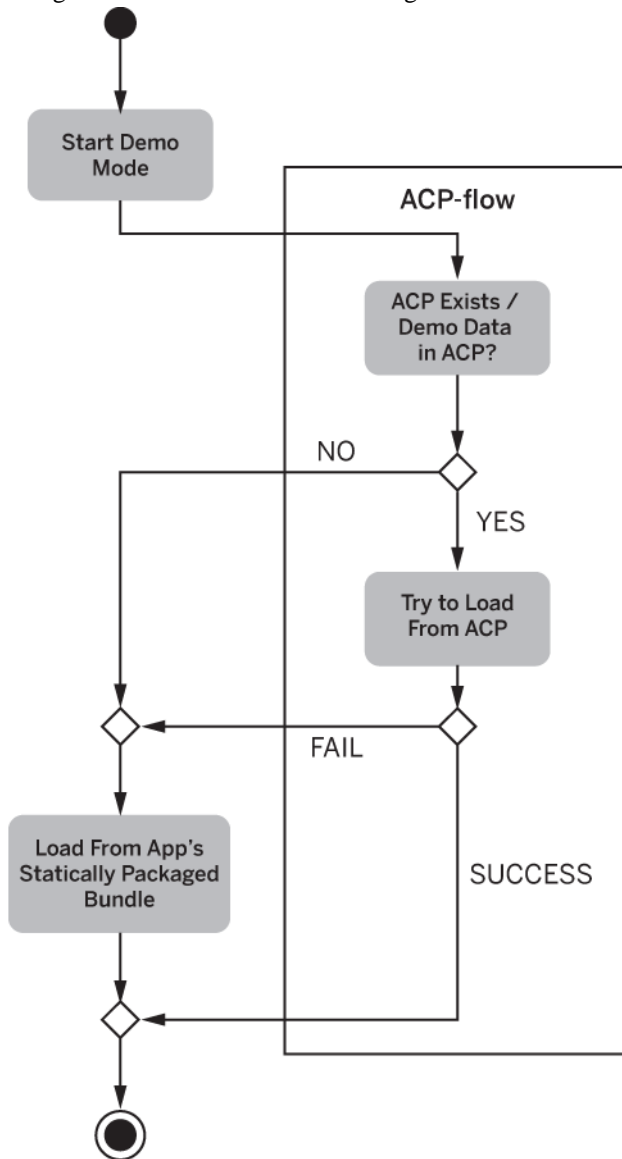 Start Demo
Mode
ACP-flow
ACP Exists /
Demo Data
in ACP?
NO
YES
Try to Load
From ACP
FAIL
Load From App's
Statically Packaged
Bundle
SUCCESS